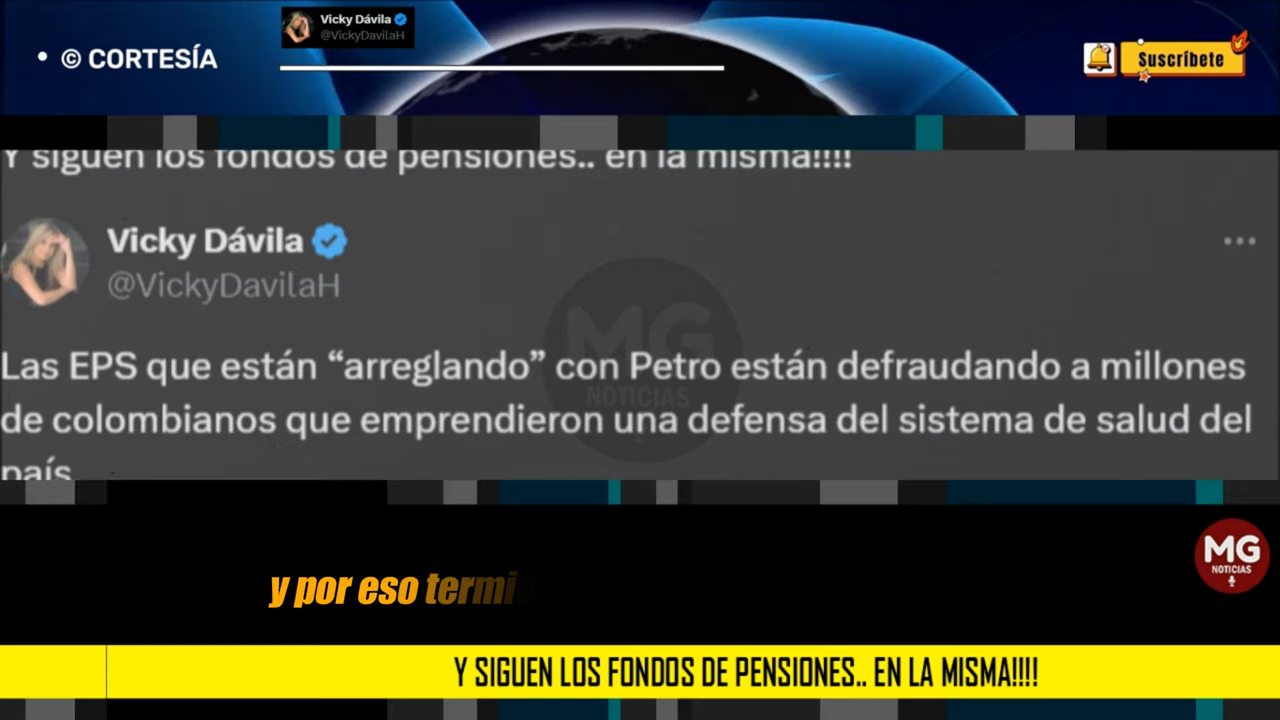 • © CORTESÍA
Vicky Dávila
@VickyDavilaH
Suscríbete
Y siguen los fondos de pensiones.. en la misma!!!!
Vicky Dávila
@VickyDavilaH
Las EPS que están “arreglando” con Petro están defraudando a millones
de colombianos que emprendieron una defensa del sistema de salud del
país
MG
NOTICIAS
y por eso termin
MG
NOTICIAS
Y SIGUEN LOS FONDOS DE PENSIONES.. EN LA MISMA!!!!